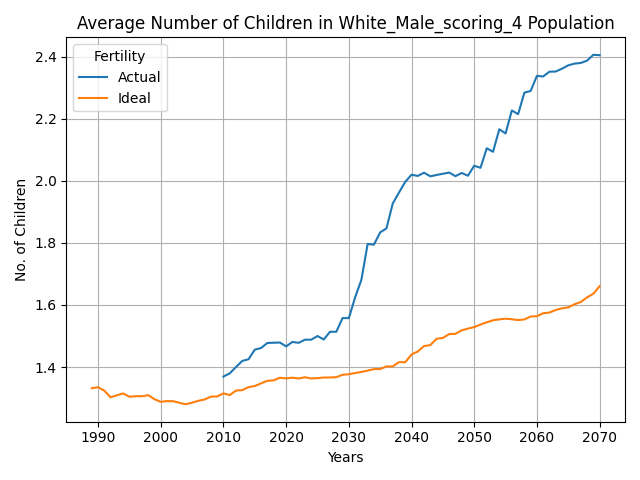 Average Number of Children in White_Male_scoring_4 Population
Fertility
Actual
Ideal
No. of Children
2.4
2.2
2.0
1.8
1.6
1.4
1990 2000 2010 2020 2030 2040 2050 2060 2070
Years